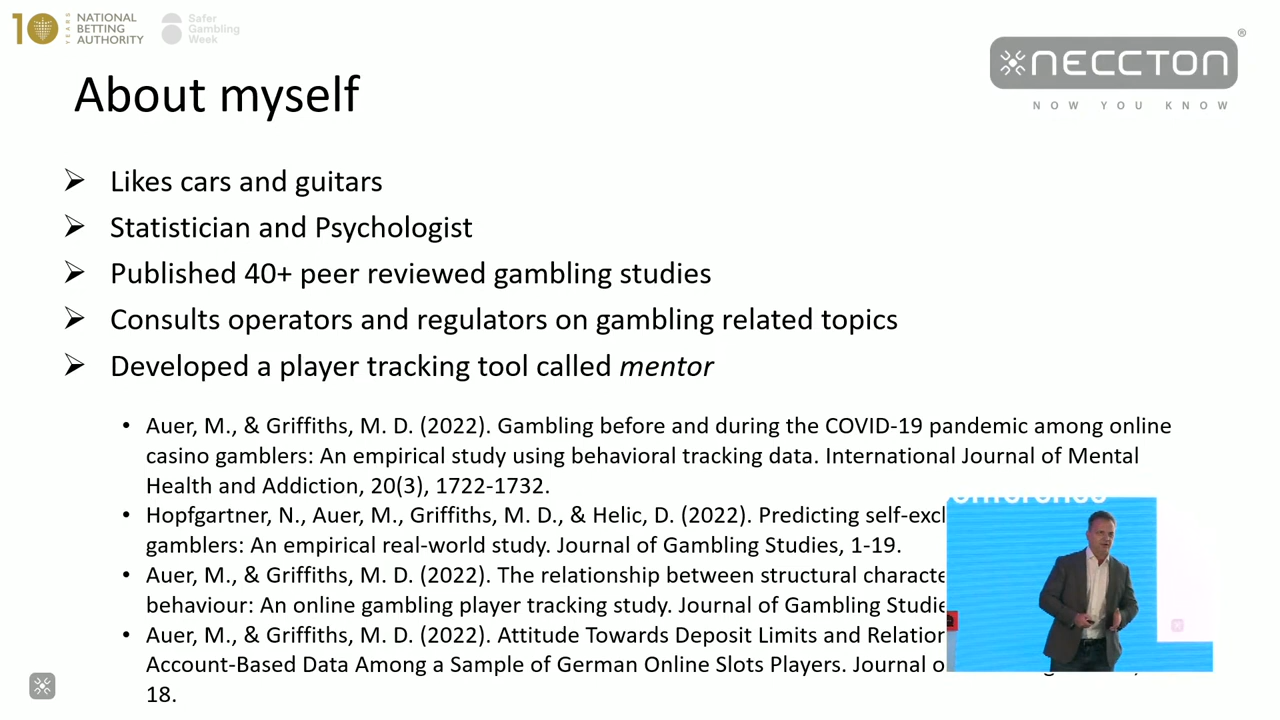 10 YEARS
NATIONAL
BETTING
AUTHORITY
Safer
Gambling
Week
NECCTON®
NOW YOU KNOW
About myself
Likes cars and guitars
Statistician and Psychologist
Published 40+ peer reviewed gambling studies
Consults operators and regulators on gambling related topics
Developed a player tracking tool called mentor
• Auer, M., & Griffiths, M. D. (2022). Gambling before and during the COVID-19 pandemic among online
casino gamblers: An empirical study using behavioral tracking data. International Journal of Mental
Health and Addiction, 20(3), 1722-1732.
• Hopfgartner, N., Auer, M., Griffiths, M. D., & Helic, D. (2022). Predicting self-excl
gamblers: An empirical real-world study. Journal of Gambling Studies, 1-19.
• Auer, M., & Griffiths, M. D. (2022). The relationship between structural characte
behaviour: An online gambling player tracking study. Journal of Gambling Studie
• Auer, M., & Griffiths, M. D. (2022). Attitude Towards Deposit Limits and Relation
Account-Based Data Among a Sample of German Online Slots Players. Journal o
18.